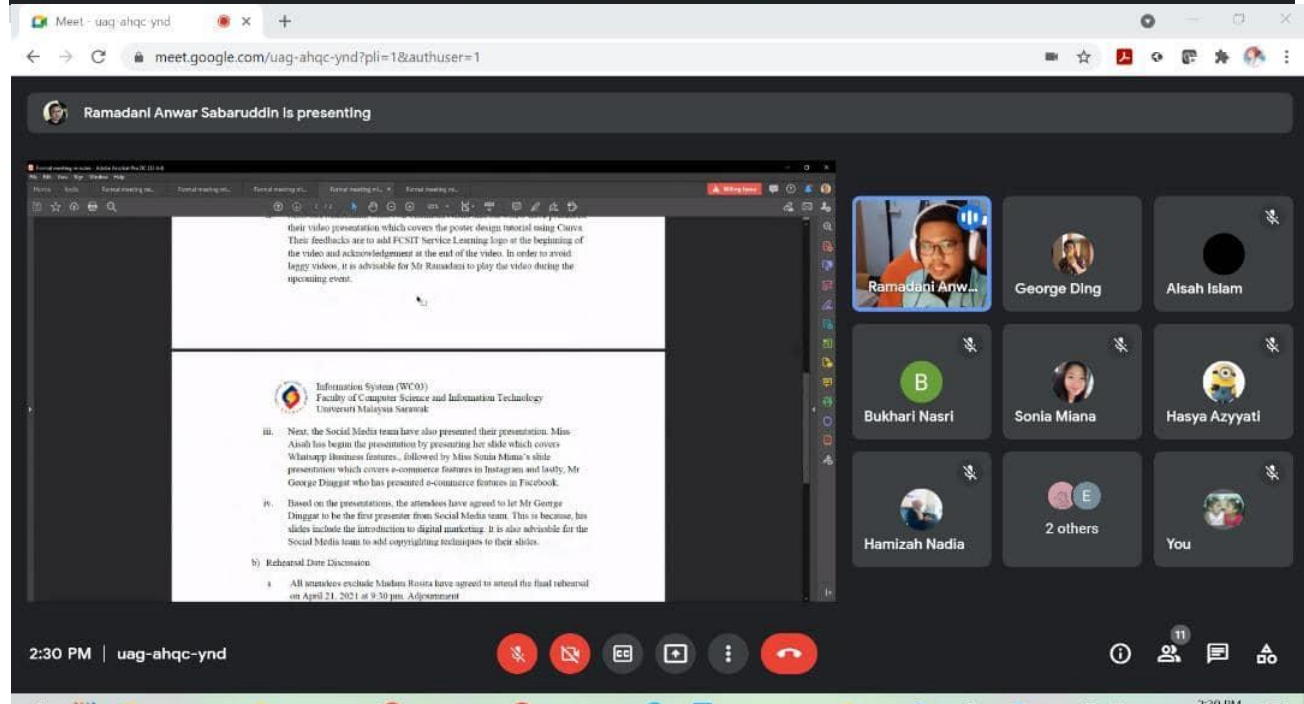 Meet - uag-ahqc-ynd
meet.google.com/uag-ahqc-ynd?pli=1&authuser=1
Ramadani Anwar Sabaruddin is presenting
File Edit View Sign Window Help
Home Tools
their video presentation which covers the poster design tutorial using Canva
Their feedbacks are to add FCSIT Service Learning logo at the beginning of
the video and acknowledgement at the end of the video. In order to avoid
laggy videos, it is advisable for Mr Ramadani to play the video during the
upcoming event.
Information System (WC03)
Faculty of Computer Science and Information Technology
Universiti Malaysia Sarawak
iii. Next, the Social Media team have also presented their presentation. Miss
Aisah has begun the presentation by presenting her slide which covers
Whatsapp Business features., followed by Miss Sonia Miana's slide
presentation which covers e-commerce features in Instagram and lastly, Mr
George Dinggat who has presented e-commerce features in Facebook.
iv. Based on the presentations, the attendees have agreed to let Mr George
Dinggat to be the first presenter from Social Media team. This is because, his
slides include the introduction to digital marketing. It is also advisable for the
Social Media team to add copyrighting techniques to their slides.
b) Rehearsal Date Discussion
i. All attendees exclude Madam Rosita have agreed to attend the final rehearsal
on April 21, 2021 at 9:30 pm. Adjournment
Ramadani Anw...
George Ding
Aisah Islam
B
Bukhari Nasri
Sonia Miana
Hasya Azyyati
Hamizah Nadia
E
2 others
You
2:30 PM | uag-ahqc-ynd
CC
11